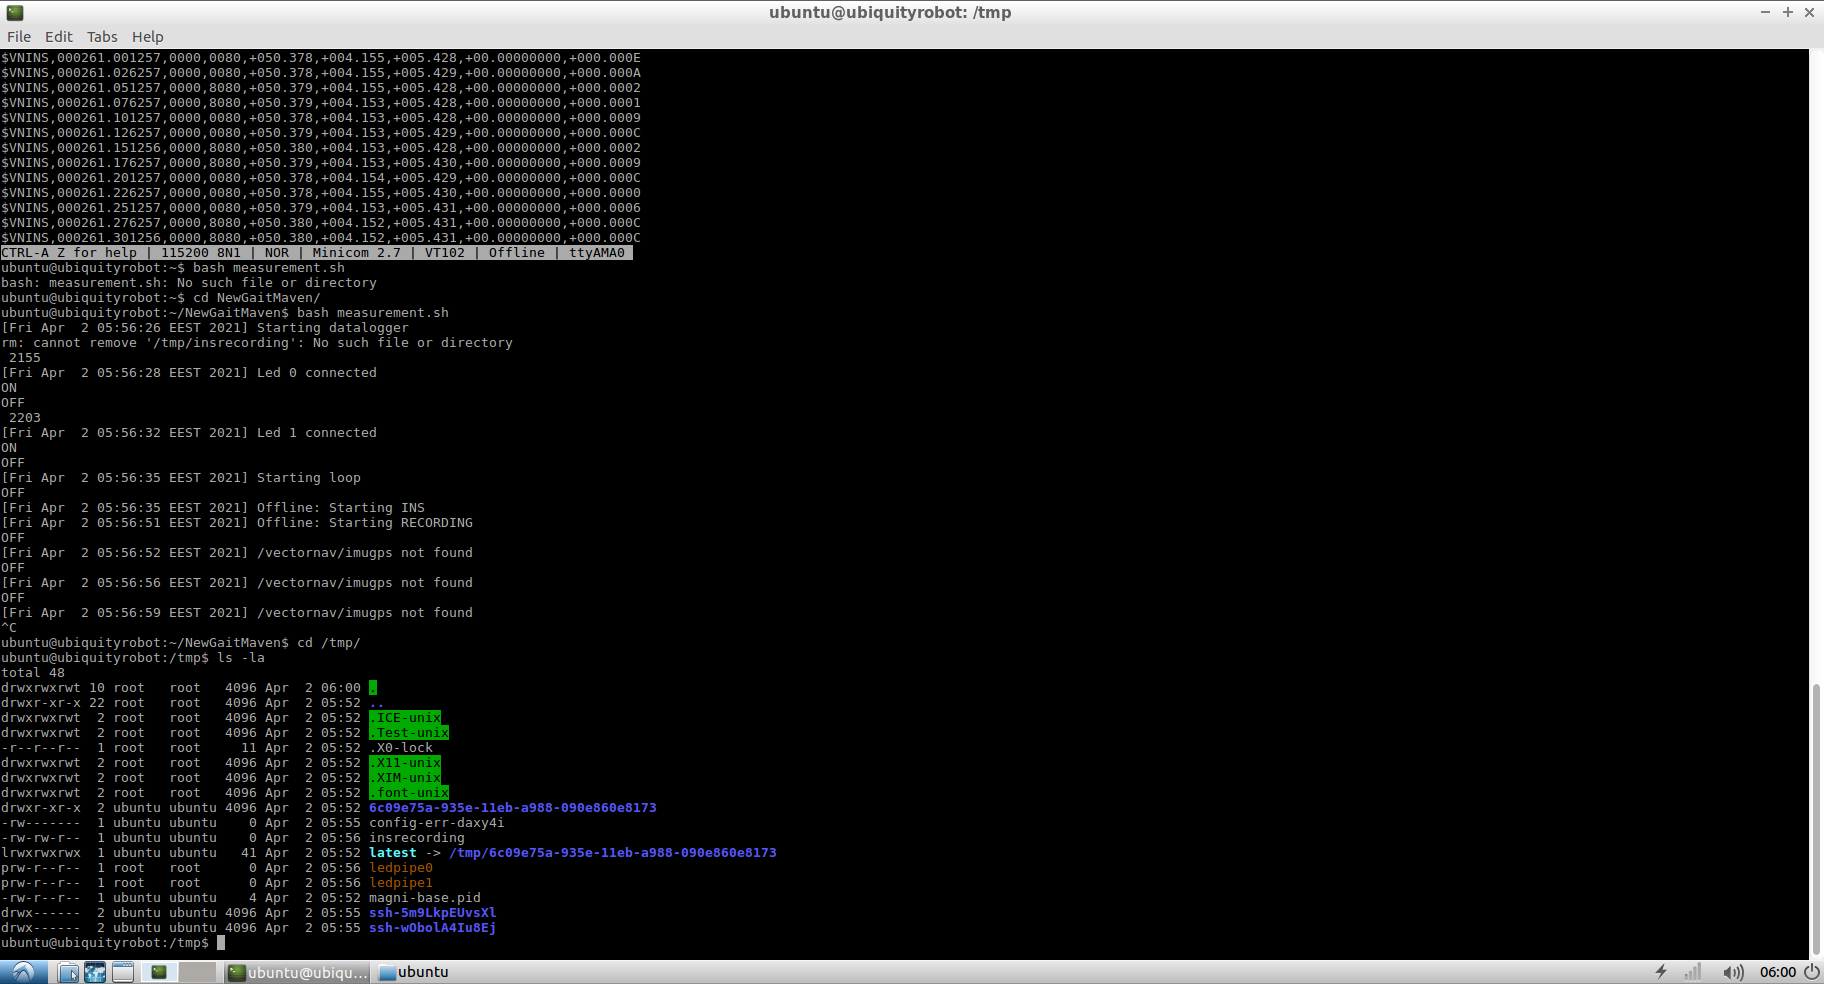 ubuntu@ubiquityrobot: /tmp
File Edit Tabs Help
$VNINS,000261.001257,0000,0080,+050.378,+004.155,+005.428,+00.00000000,+000.000E
$VNINS,000261.026257,0000,0080,+050.378,+004.155,+005.429,+00.00000000,+000.000A
$VNINS,000261.051257,0000,8080,+050.379,+004.155,+005.428,+00.00000000,+000.0002
$VNINS,000261.076257,0000,8080,+050.379,+004.153,+005.428,+00.00000000,+000.0001
$VNINS,000261.101257,0000,0080,+050.379,+004.153,+005.428,+00.00000000,+000.0009
$VNINS,000261.126257,0000,0080,+050.379,+004.153,+005.429,+00.00000000,+000.000C
$VNINS,000261.151256,0000,8080,+050.380,+004.153,+005.428,+00.00000000,+000.0002
$VNINS,000261.176257,0000,8080,+050.379,+004.153,+005.430,+00.00000000,+000.0009
$VNINS,000261.201257,0000,0080,+050.378,+004.154,+005.429,+00.00000000,+000.000C
$VNINS,000261.226257,0000,0080,+050.378,+004.155,+005.430,+00.00000000,+000.0000
$VNINS,000261.251257,0000,0080,+050.379,+004.153,+005.431,+00.00000000,+000.0006
$VNINS,000261.276257,0000,8080,+050.380,+004.152,+005.431,+00.00000000,+000.000C
$VNINS,000261.301256,0000,8080,+050.380,+004.152,+005.431,+00.00000000,+000.000C
CTRL-A Z for help | 115200 8N1 | NOR | Minicom 2.7 | VT102 | Offline | ttyAMA0
ubuntu@ubiquityrobot:~$ bash measurement.sh
bash: measurement.sh: No such file or directory
ubuntu@ubiquityrobot:~$ cd NewGaitMaven/
ubuntu@ubiquityrobot:~/NewGaitMaven$ bash measurement.sh
[Fri Apr  2 05:56:26 EEST 2021] Starting datalogger
rm: cannot remove '/tmp/insrecording': No such file or directory
2155
[Fri Apr  2 05:56:28 EEST 2021] Led 0 connected
ON
OFF
2203
[Fri Apr  2 05:56:32 EEST 2021] Led 1 connected
ON
OFF
[Fri Apr  2 05:56:35 EEST 2021] Starting loop
OFF
[Fri Apr  2 05:56:35 EEST 2021] Offline: Starting INS
[Fri Apr  2 05:56:51 EEST 2021] Offline: Starting RECORDING
OFF
[Fri Apr  2 05:56:52 EEST 2021] /vectornav/imugps not found
OFF
[Fri Apr  2 05:56:56 EEST 2021] /vectornav/imugps not found
OFF
[Fri Apr  2 05:56:59 EEST 2021] /vectornav/imugps not found
^C
ubuntu@ubiquityrobot:~/NewGaitMaven$ cd /tmp/
ubuntu@ubiquityrobot:/tmp$ ls -la
total 48
drwxrwxrwt 10 root   root   4096 Apr  2 06:00 .
drwxr-xr-x 22 root   root   4096 Apr  2 05:52 ..
drwxrwxrwt  2 root   root   4096 Apr  2 05:52 .ICE-unix
drwxrwxrwt  2 root   root   4096 Apr  2 05:52 .Test-unix
-r--r--r--  1 root   root     11 Apr  2 05:52 .X0-lock
drwxrwxrwt  2 root   root   4096 Apr  2 05:52 .X11-unix
drwxrwxrwt  2 root   root   4096 Apr  2 05:52 .XIM-unix
drwxrwxrwt  2 root   root   4096 Apr  2 05:52 .font-unix
drwxr-xr-x  2 ubuntu ubuntu 4096 Apr  2 05:52 6c09e75a-935e-11eb-a988-090e860e8173
-rw-------  1 ubuntu ubuntu    0 Apr  2 05:55 config-err-daxy4i
-rw-rw-r--  1 ubuntu ubuntu    0 Apr  2 05:56 insrecording
lrwxrwxrwx  1 ubuntu ubuntu   41 Apr  2 05:52 latest -> /tmp/6c09e75a-935e-11eb-a988-090e860e8173
prw-r--r--  1 root   root      0 Apr  2 05:56 ledpipe0
prw-r--r--  1 root   root      0 Apr  2 05:56 ledpipe1
-rw-r--r--  1 ubuntu ubuntu    4 Apr  2 05:52 magni-base.pid
drwx------  2 ubuntu ubuntu 4096 Apr  2 05:55 ssh-5m9LkpEUvsXl
drwx------  2 ubuntu ubuntu 4096 Apr  2 05:55 ssh-wObolA4Iu8Ej
ubuntu@ubiquityrobot:/tmp$
ubuntu@ubiqu... ubuntu 06:00